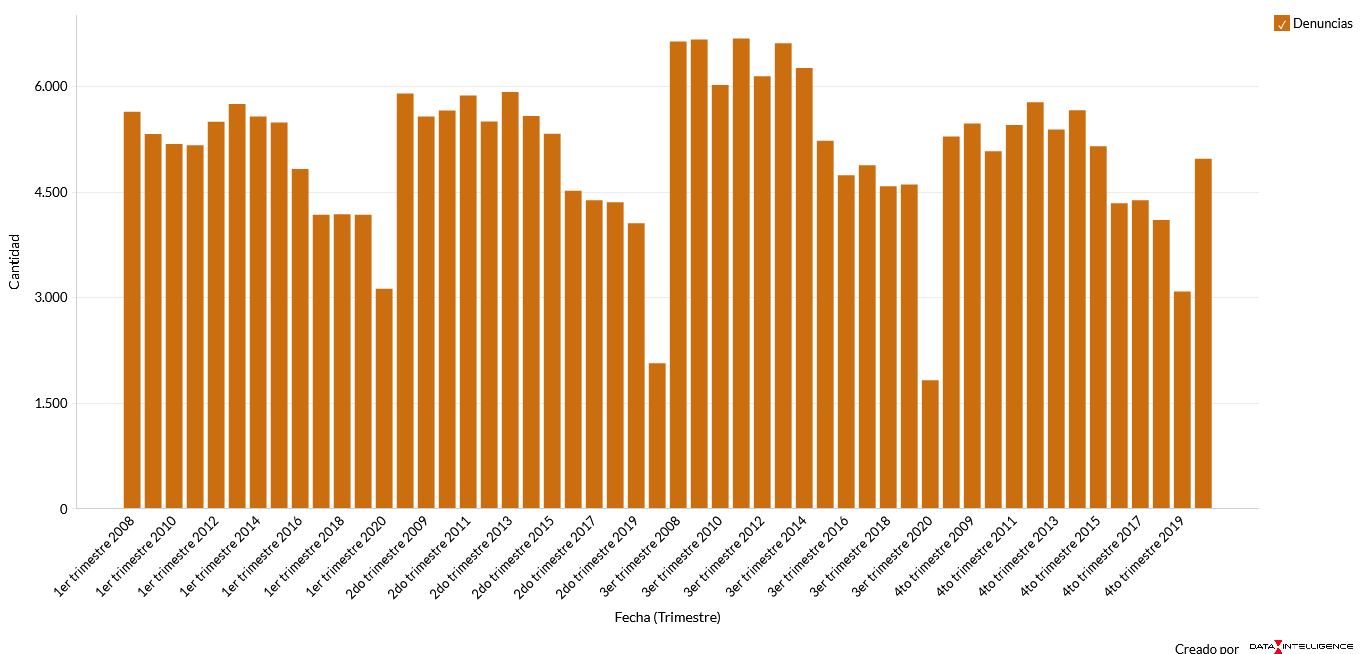 Denuncias
6.000
4.500
3.000
1.500
0
Cantidad
1er trimestre 2008
1er trimestre 2010
1er trimestre 2012
1er trimestre 2014
1er trimestre 2016
1er trimestre 2018
1er trimestre 2020
2do trimestre 2009
2do trimestre 2011
2do trimestre 2013
2do trimestre 2015
2do trimestre 2017
2do trimestre 2019
3er trimestre 2008
3er trimestre 2010
3er trimestre 2012
3er trimestre 2014
3er trimestre 2016
3er trimestre 2018
3er trimestre 2020
4to trimestre 2009
4to trimestre 2011
4to trimestre 2013
4to trimestre 2015
4to trimestre 2017
4to trimestre 2019
Fecha (Trimestre)
Creado por DATA INTELLIGENCE